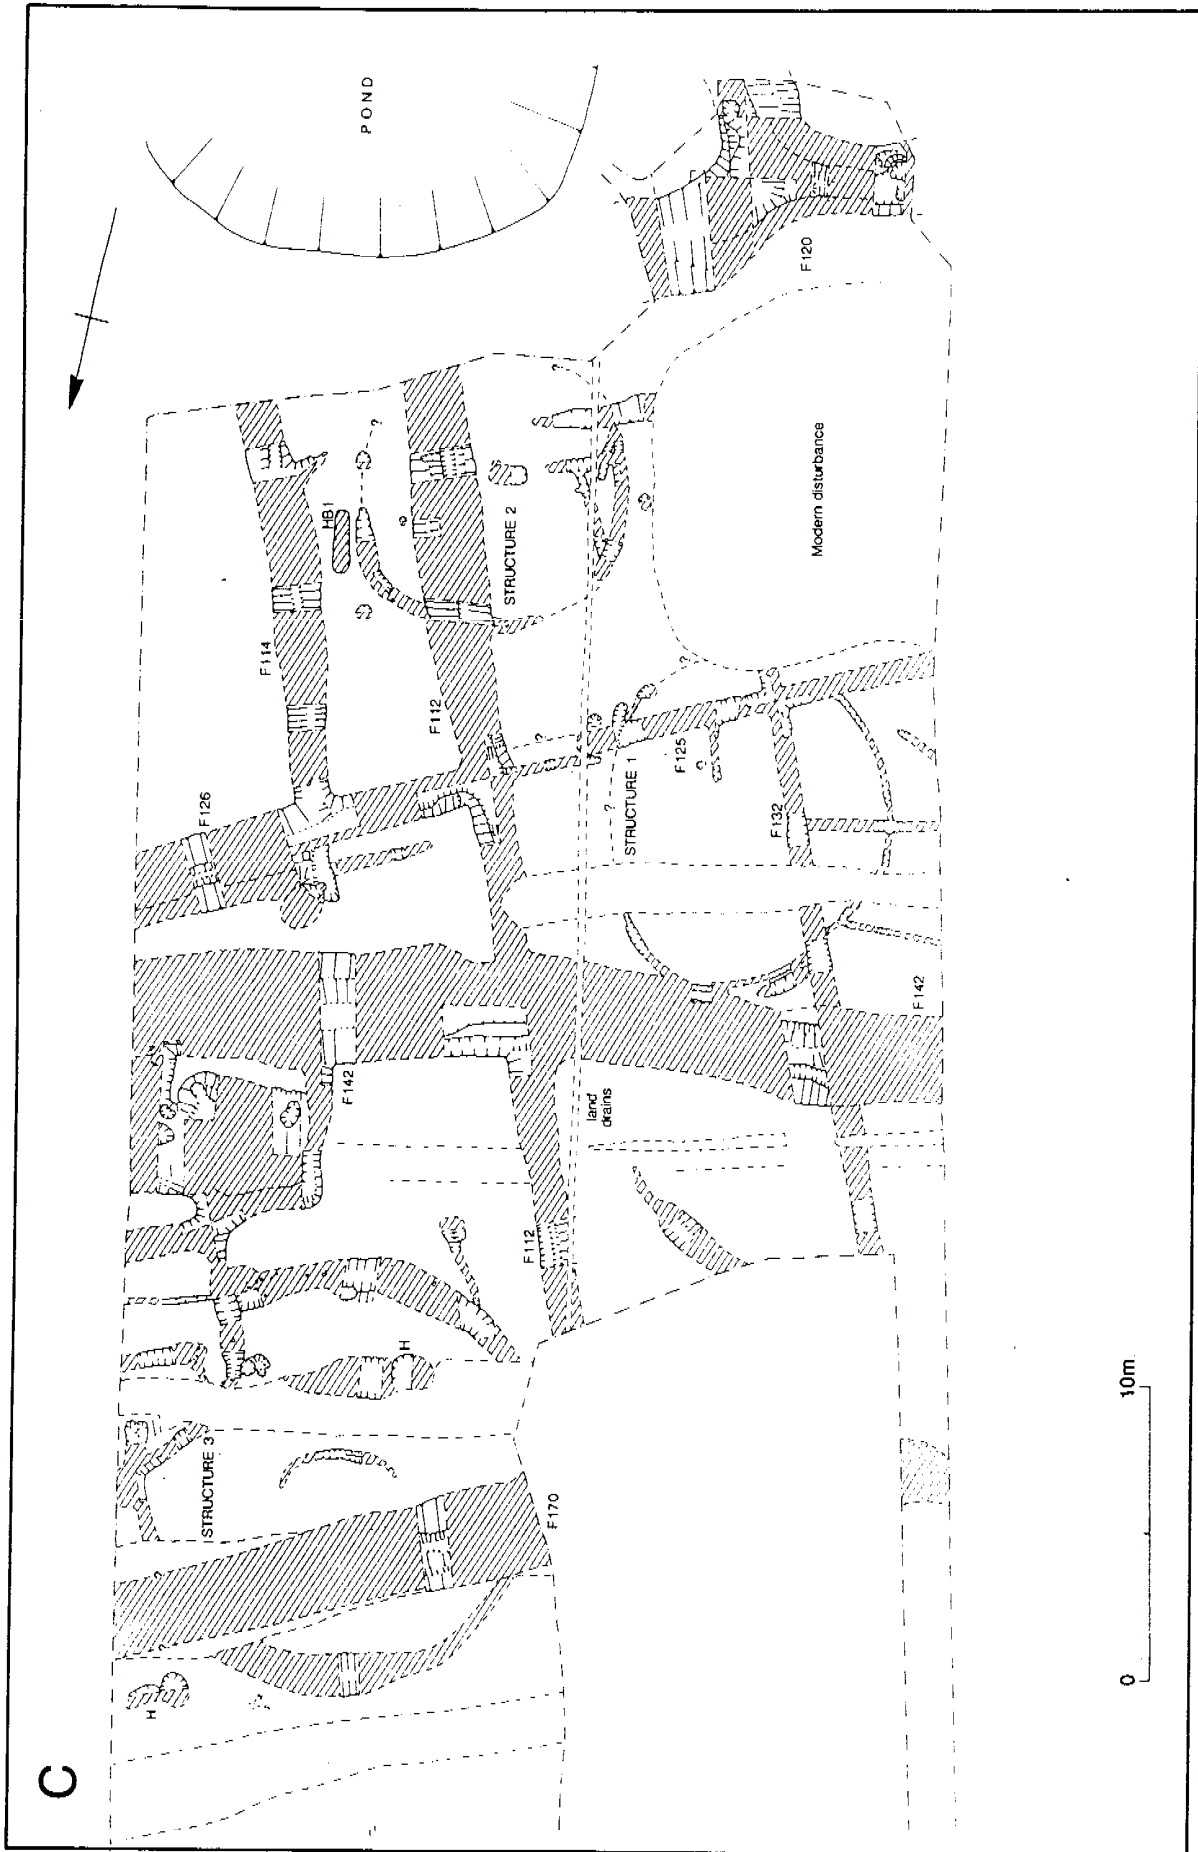 C
POND
F120
Modern disturbance
HB1
STRUCTURE 2
F114
F112
F126
F125
STRUCTURE 1
F132
F142
F142
land
drains
F112
H
STRUCTURE 3
F170
H
?
?
?
?
0
10m